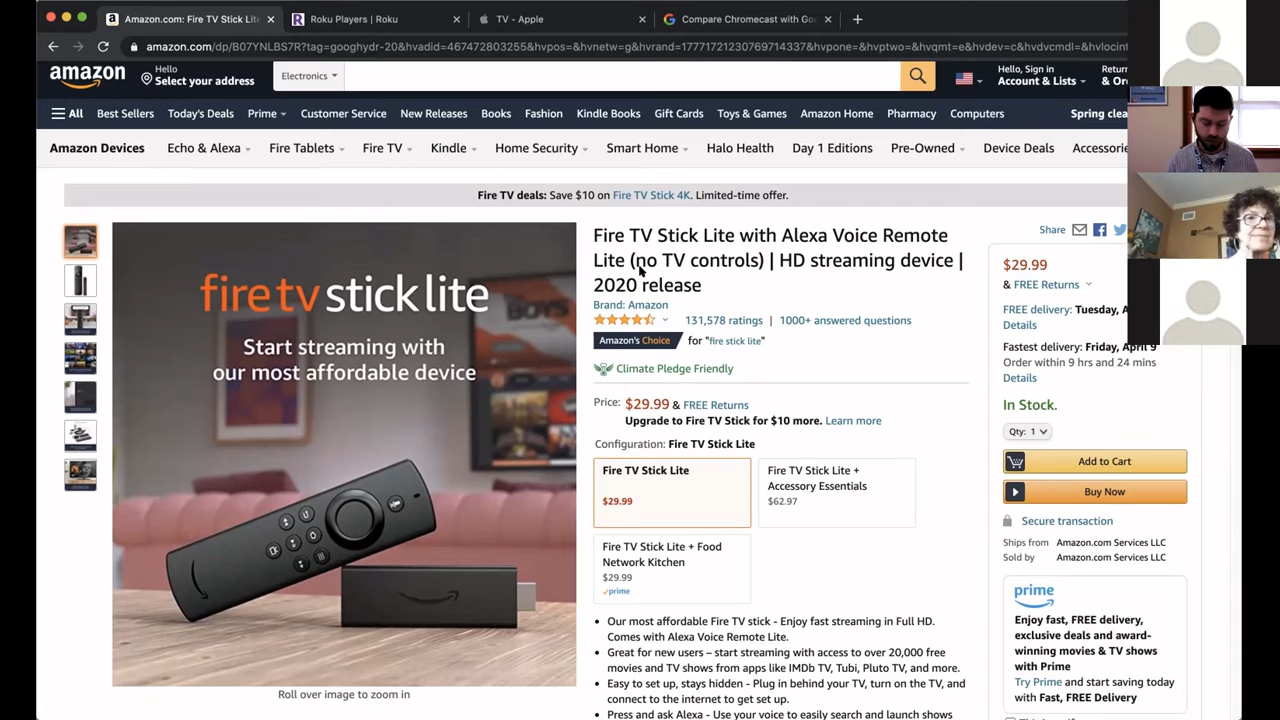 Amazon.com: Fire TV Stick Lite
Roku Players | Roku
TV - Apple
Compare Chromecast with Goo
amazon.com/dp/B07YNLBS7R?tag=googhydr-20&hvadid=467472803255&hvpos=&hvnetw=g&hvrand=17771721230769714337&hvpone=&hvptwo=&hvqmt=e&hvdev=c&hvdvcmdl=&hvlocint
amazon
Hello
Select your address
Electronics
Hello, Sign in
Account & Lists
Return
& O
All
Best Sellers
Today's Deals
Prime
Customer Service
New Releases
Books
Fashion
Kindle Books
Gift Cards
Toys & Games
Amazon Home
Pharmacy
Computers
Spring clea
Amazon Devices
Echo & Alexa
Fire Tablets
Fire TV
Kindle
Home Security
Smart Home
Halo Health
Day 1 Editions
Pre-Owned
Device Deals
Accessorie
Fire TV deals: Save $10 on Fire TV Stick 4K. Limited-time offer.
fire tv stick lite
Start streaming with
our most affordable device
Roll over image to zoom in
Fire TV Stick Lite with Alexa Voice Remote
Lite (no TV controls) | HD streaming device |
2020 release
Brand: Amazon
131,578 ratings | 1000+ answered questions
Amazon's Choice for "fire stick lite"
Climate Pledge Friendly
Price: $29.99 & FREE Returns
Upgrade to Fire TV Stick for $10 more. Learn more
Configuration: Fire TV Stick Lite
Fire TV Stick Lite
$29.99
Fire TV Stick Lite +
Accessory Essentials
$62.97
Fire TV Stick Lite + Food
Network Kitchen
$29.99
prime
• Our most affordable Fire TV stick - Enjoy fast streaming in Full HD.
Comes with Alexa Voice Remote Lite.
• Great for new users – start streaming with access to over 20,000 free
movies and TV shows from apps like IMDb TV, Tubi, Pluto TV, and more.
• Easy to set up, stays hidden - Plug in behind your TV, turn on the TV, and
connect to the internet to get set up.
• Press and ask Alexa - Use your voice to easily search and launch shows
Share
$29.99
& FREE Returns
FREE delivery: Tuesday, A
Details
Fastest delivery: Friday, April 9
Order within 9 hrs and 24 mins
Details
In Stock.
Qty: 1
Add to Cart
Buy Now
Secure transaction
Ships from Amazon.com Services LLC
Sold by Amazon.com Services LLC
prime
Enjoy fast, FREE delivery,
exclusive deals and award-
winning movies & TV shows
with Prime
Try Prime and start saving today
with Fast, FREE Delivery